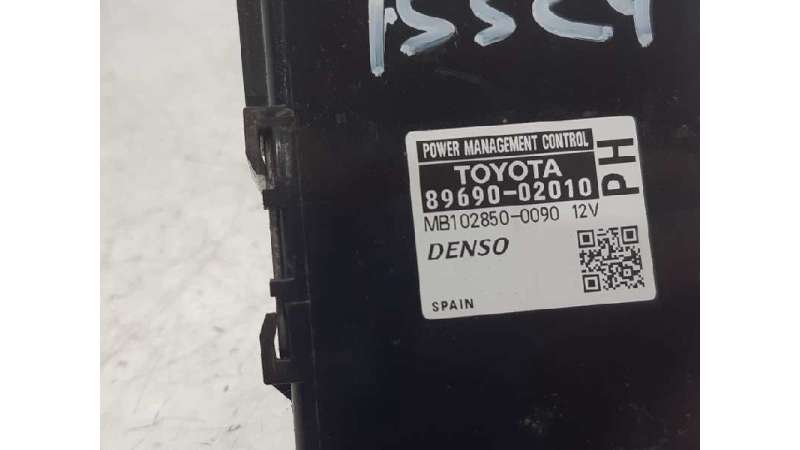 POWER MANAGEMENT CONTROL
TOYOTA
89690-02010
PH
MB102850-0090 12V
DENSO
SPAIN